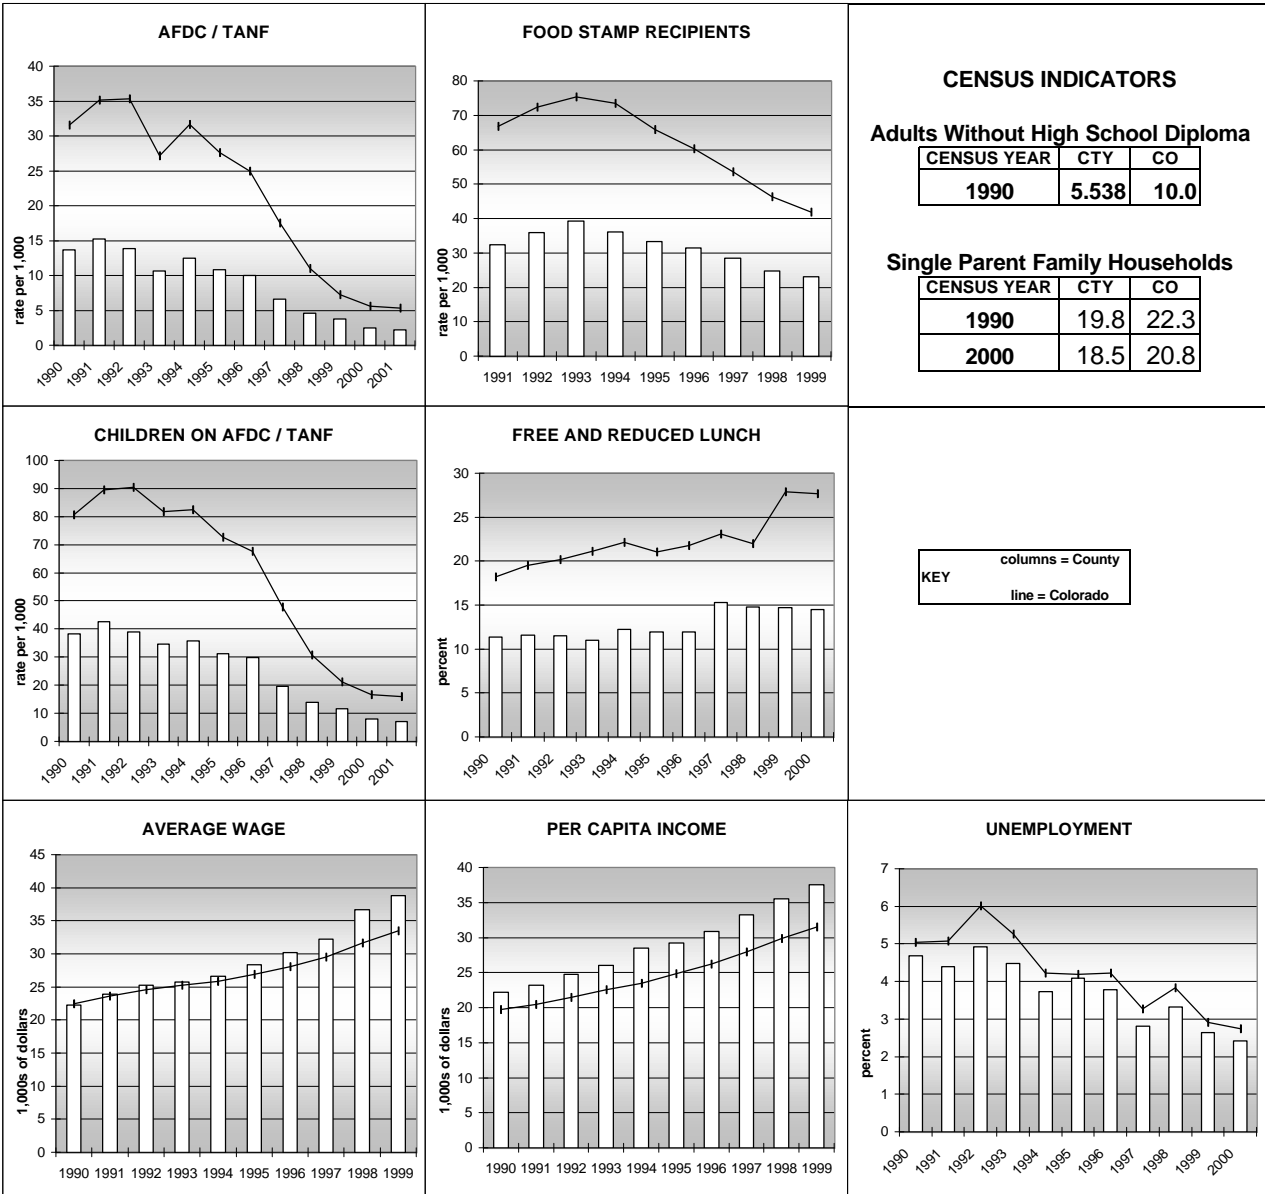 AFDC / TANF
40
35
30
25
20
15
10
5
0
rate per 1,000
1990 1991 1992 1993 1994 1995 1996 1997 1998 1999 2000 2001
FOOD STAMP RECIPIENTS
80
70
60
50
40
30
20
10
0
rate per 1,000
1991 1992 1993 1994 1995 1996 1997 1998 1999
CENSUS INDICATORS
Adults Without High School Diploma
CENSUS YEAR CTY CO
1990 5.538 10.0
Single Parent Family Households
CENSUS YEAR CTY CO
1990 19.8 22.3
2000 18.5 20.8
CHILDREN ON AFDC / TANF
100
90
80
70
60
50
40
30
20
10
0
rate per 1,000
1990 1991 1992 1993 1994 1995 1996 1997 1998 1999 2000 2001
FREE AND REDUCED LUNCH
30
25
20
15
10
5
0
percent
1990 1991 1992 1993 1994 1995 1996 1997 1998 1999 2000
columns = County
KEY
line = Colorado
AVERAGE WAGE
45
40
35
30
25
20
15
10
5
0
1,000s of dollars
1990 1991 1992 1993 1994 1995 1996 1997 1998 1999
PER CAPITA INCOME
40
35
30
25
20
15
10
5
0
1,000s of dollars
1990 1991 1992 1993 1994 1995 1996 1997 1998 1999
UNEMPLOYMENT
7
6
5
4
3
2
1
0
percent
1990 1991 1992 1993 1994 1995 1996 1997 1998 1999 2000